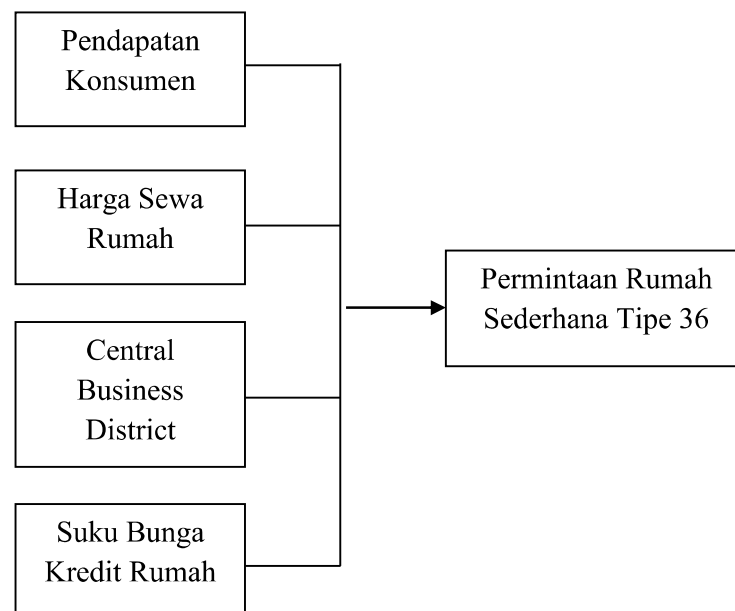 Pendapatan
Konsumen
Harga Sewa
Rumah
Central
Business
District
Suku Bunga
Kredit Rumah
Permintaan Rumah
Sederhana Tipe 36